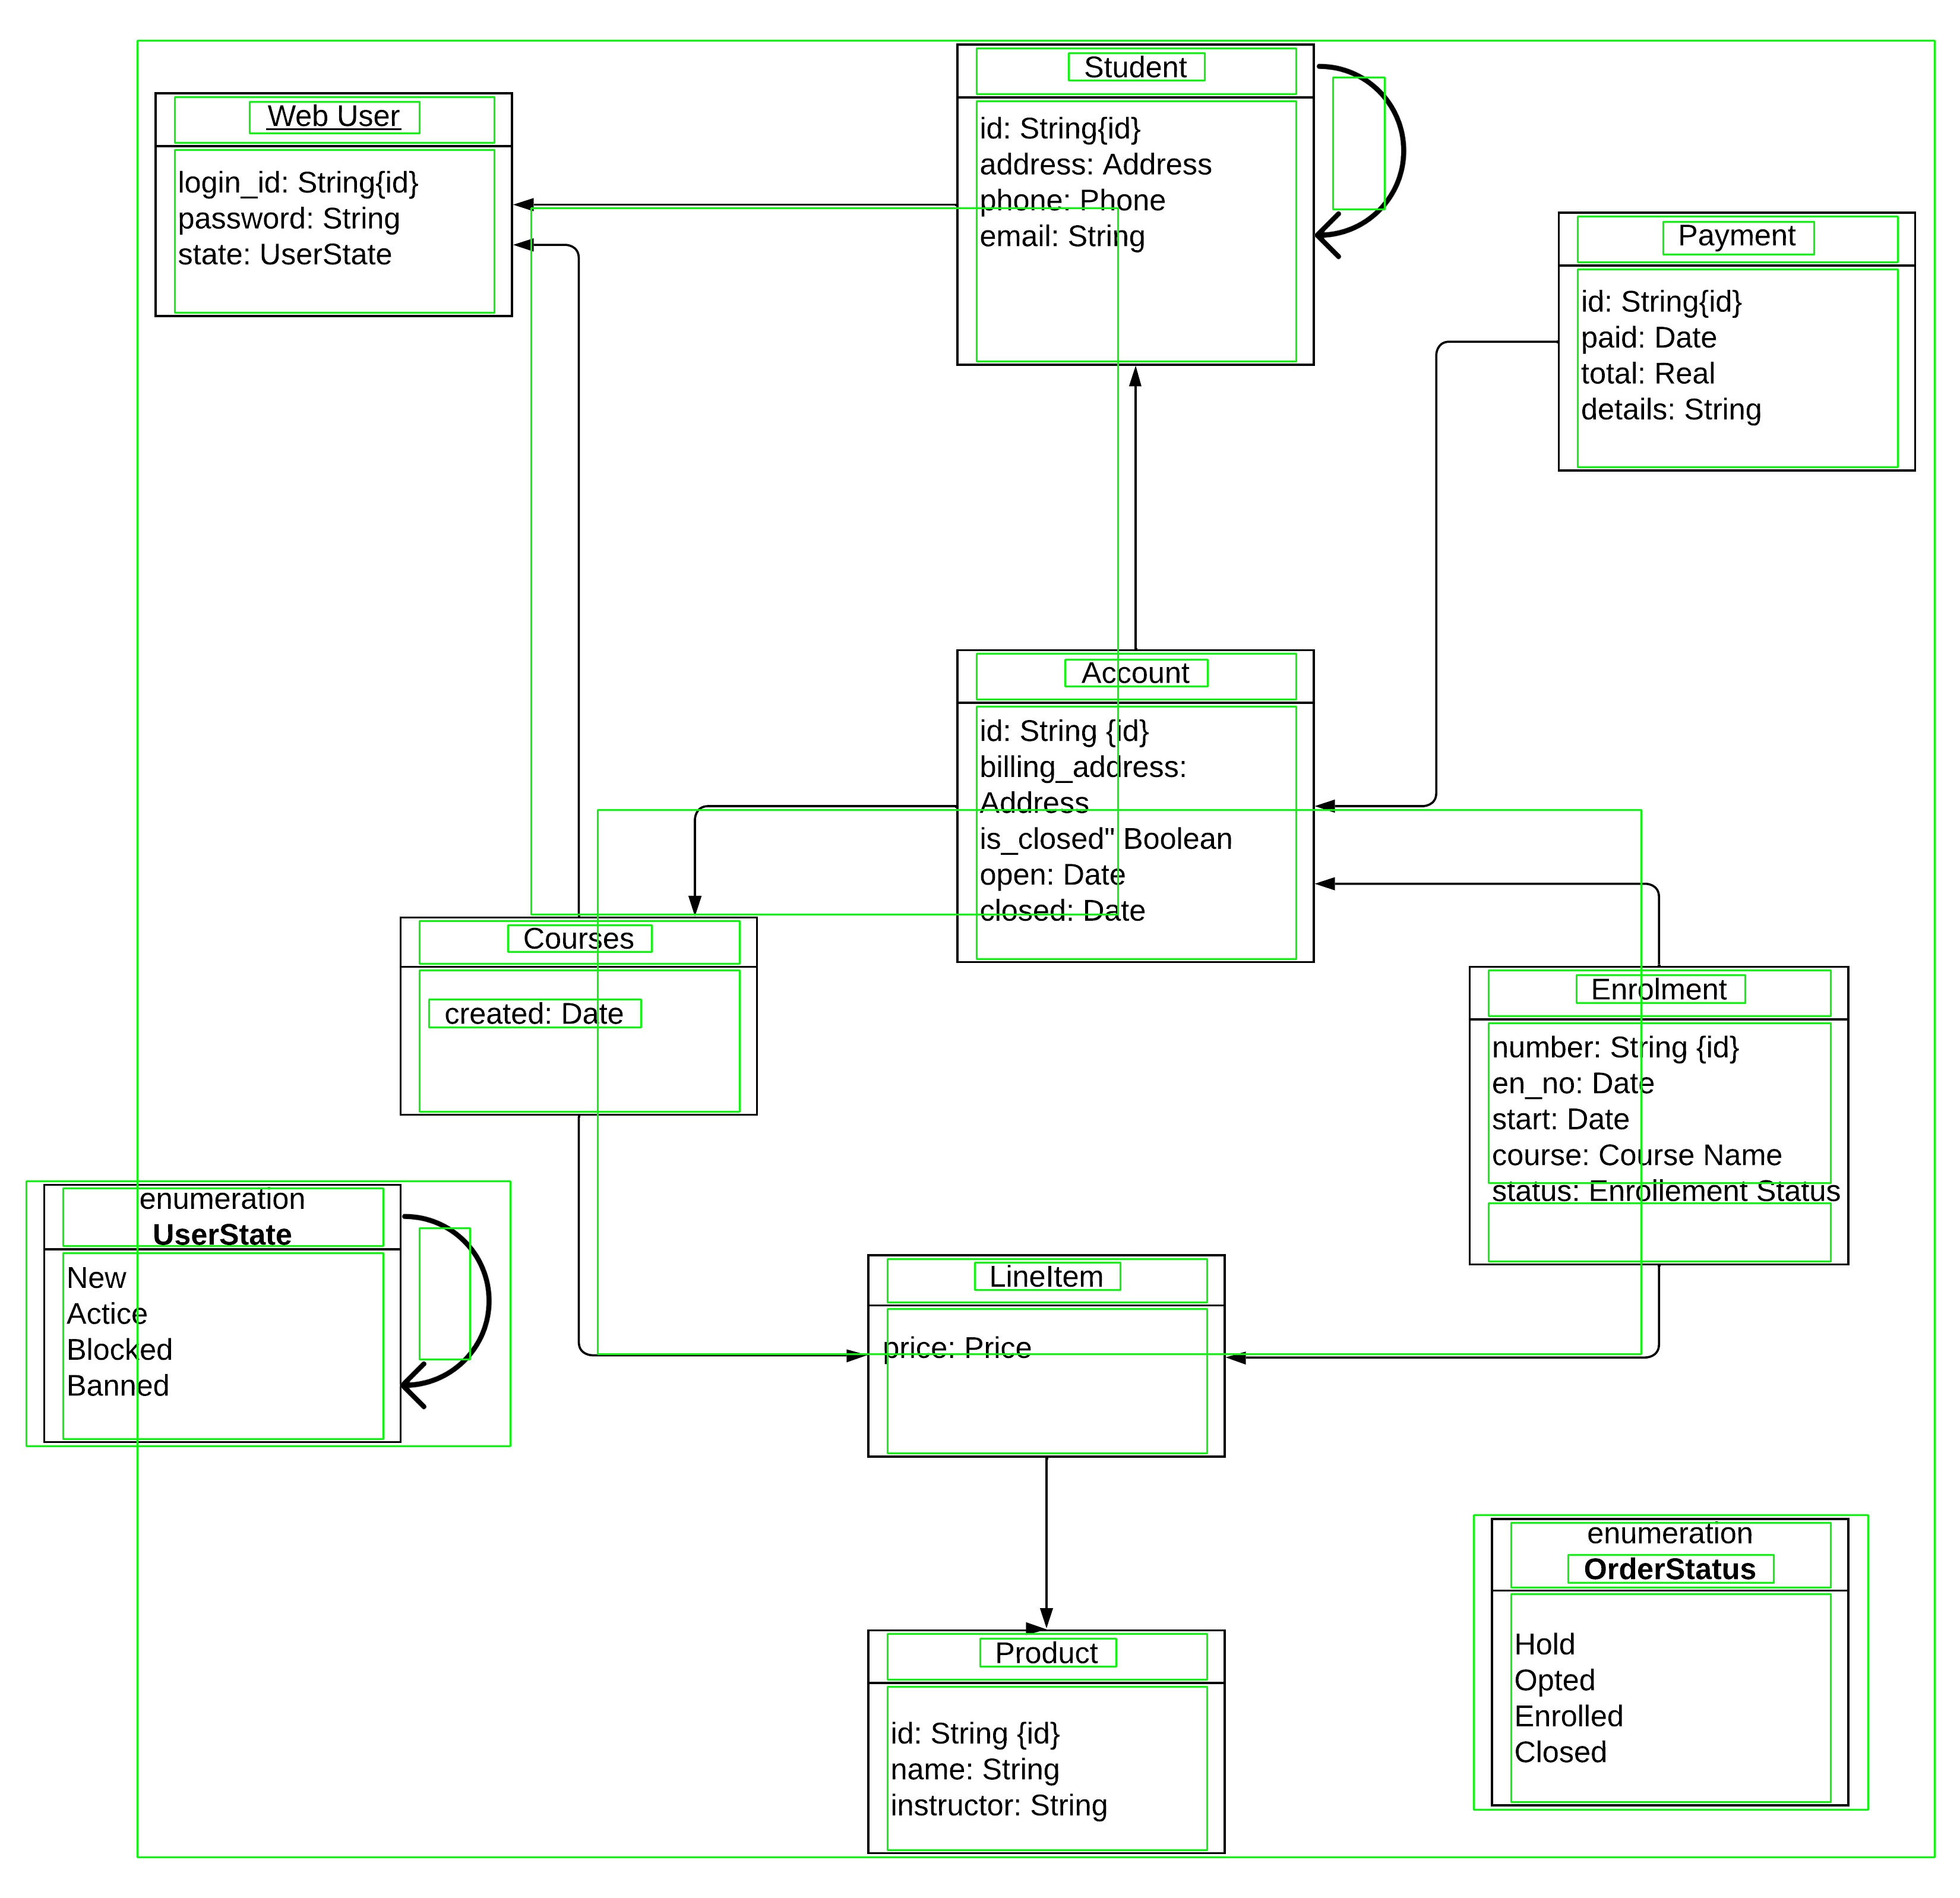 Student
id: String{id}
address: Address
phone: Phone
email: String
Web User
login_id: String{id}
password: String
state: UserState
Payment
id: String{id}
paid: Date
total: Real
details: String
Account
id: String {id}
billing_address:
Address
is_closed" Boolean
open: Date
closed: Date
Courses
created: Date
Enrolment
number: String {id}
en_no: Date
start: Date
course: Course Name
status: Enrollement Status
enumeration
UserState
New
Actice
Blocked
Banned
LineItem
price: Price
enumeration
OrderStatus
Hold
Opted
Enrolled
Closed
Product
id: String {id}
name: String
instructor: String